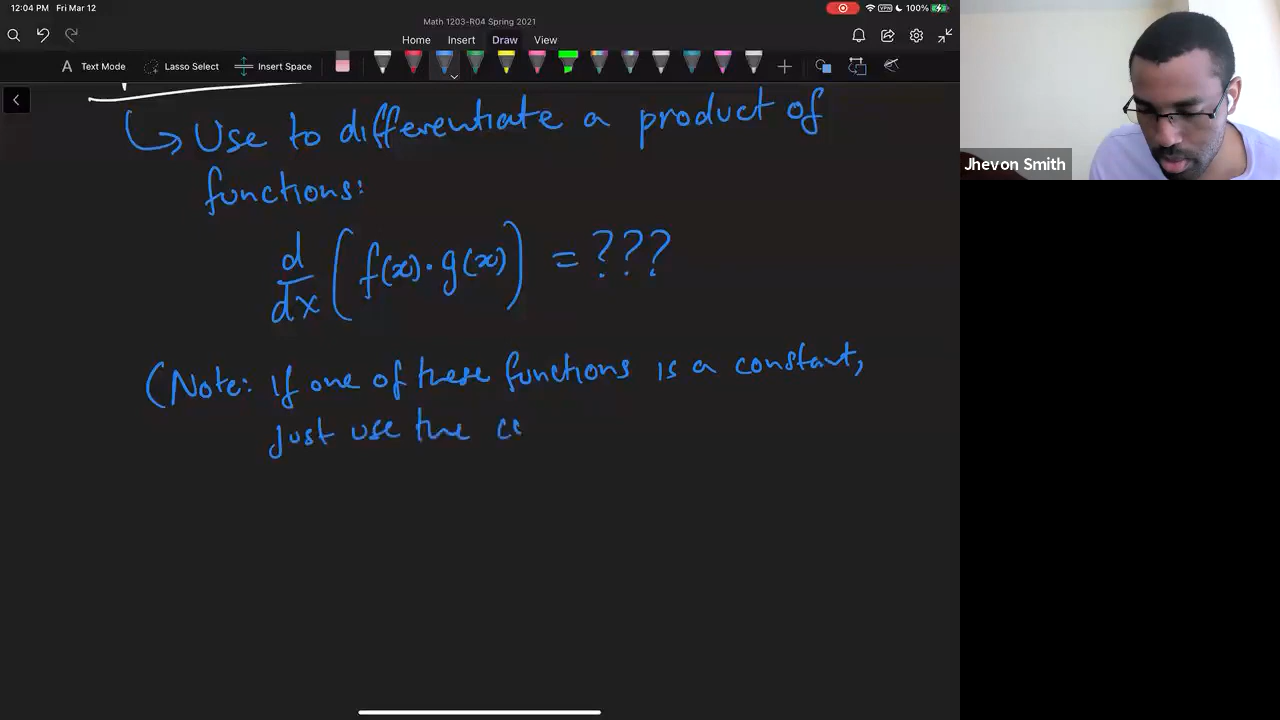 12:04 PM Fri Mar 12
VPN 100%
Math 1203-R04 Spring 2021
Home Insert Draw View
A Text Mode Lasso Select Insert Space
Use to differentiate a product of
functions:
d/dx (f(x)·g(x)) = ???
(Note: If one of these functions is a constant,
just use the co
Jhevon Smith